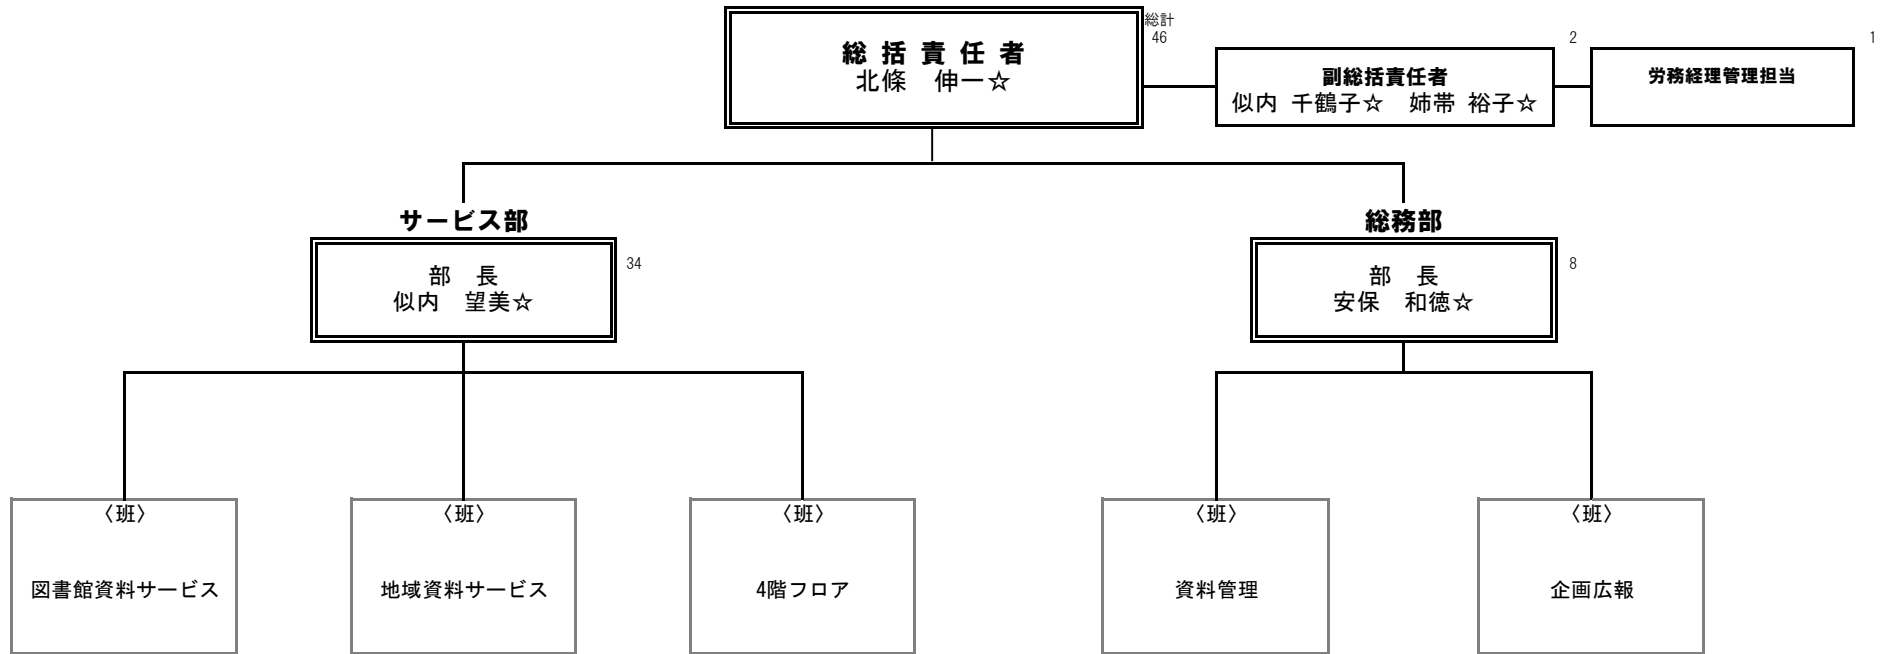 総計
46
総 括 責 任 者
北條　伸一☆
2
副総括責任者
似内 千鶴子☆　姉帯 裕子☆
1
労務経理管理担当
サービス部
34
部　長
似内　望美☆
総務部
8
部　長
安保　和徳☆
〈班〉
図書館資料サービス
〈班〉
地域資料サービス
〈班〉
4階フロア
〈班〉
資料管理
〈班〉
企画広報